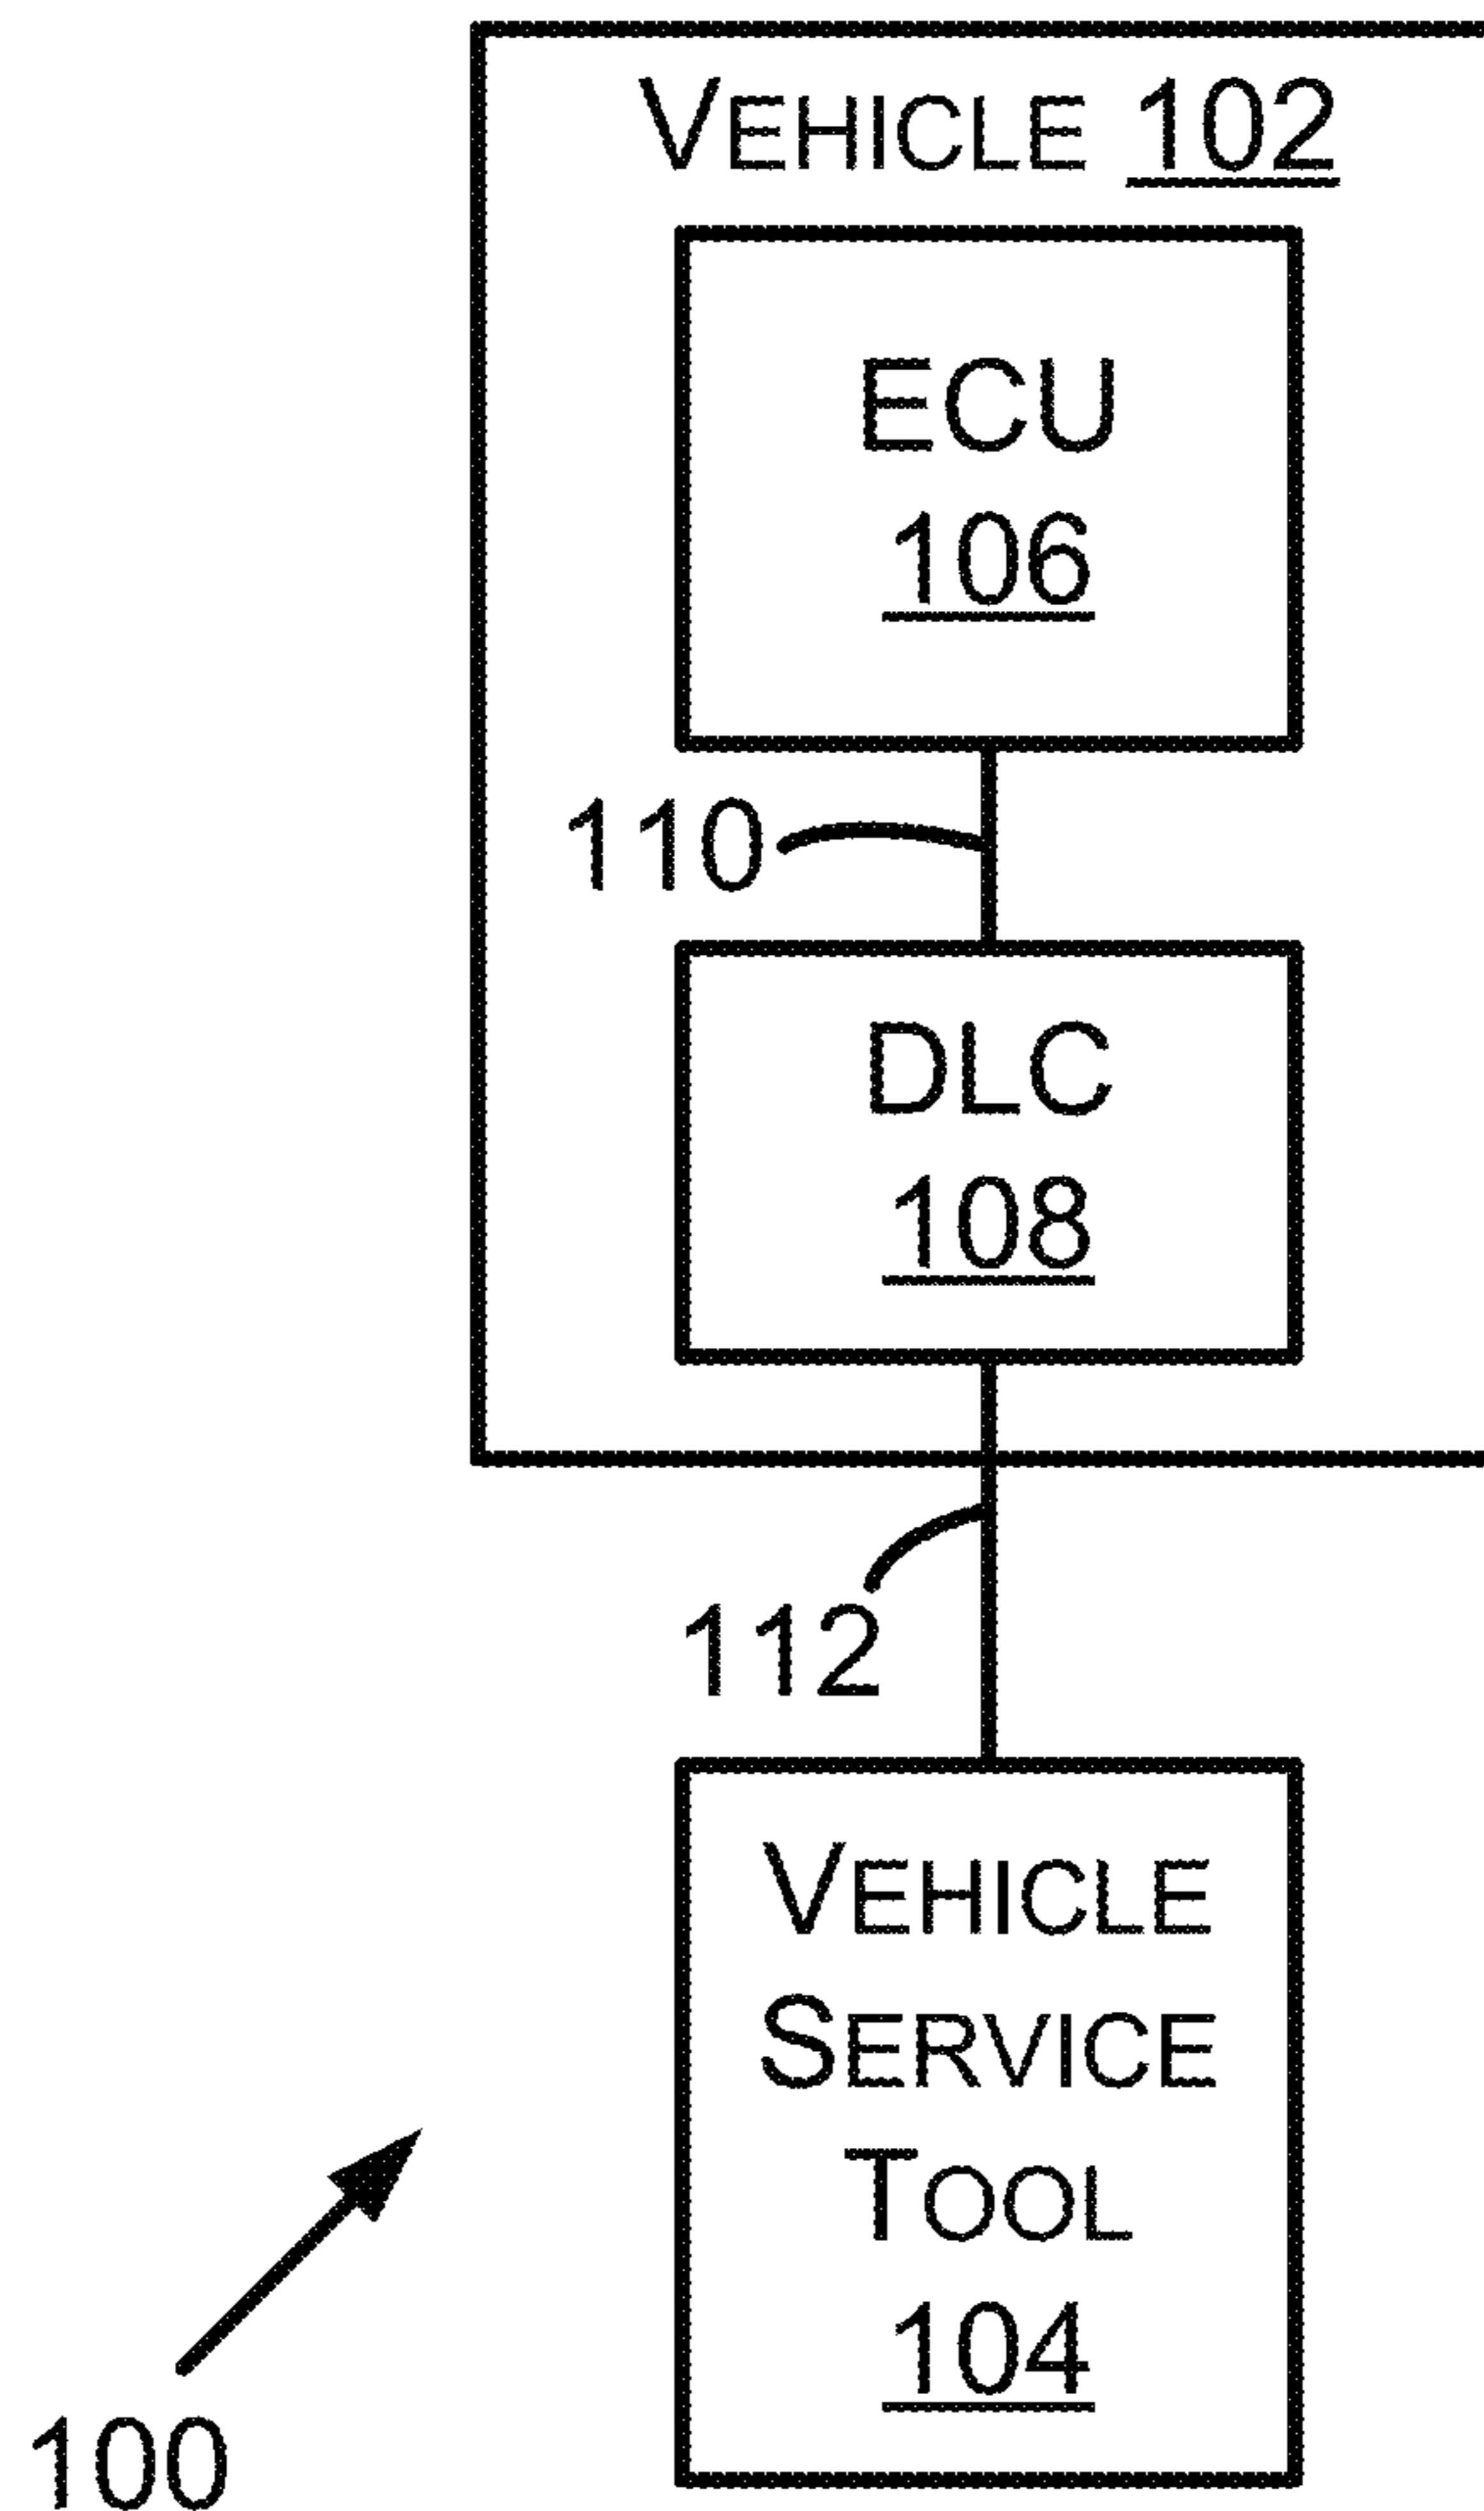 VEHICLE 102
ECU
106
110
DLC
108
112
VEHICLE
SERVICE
TOOL
104
100